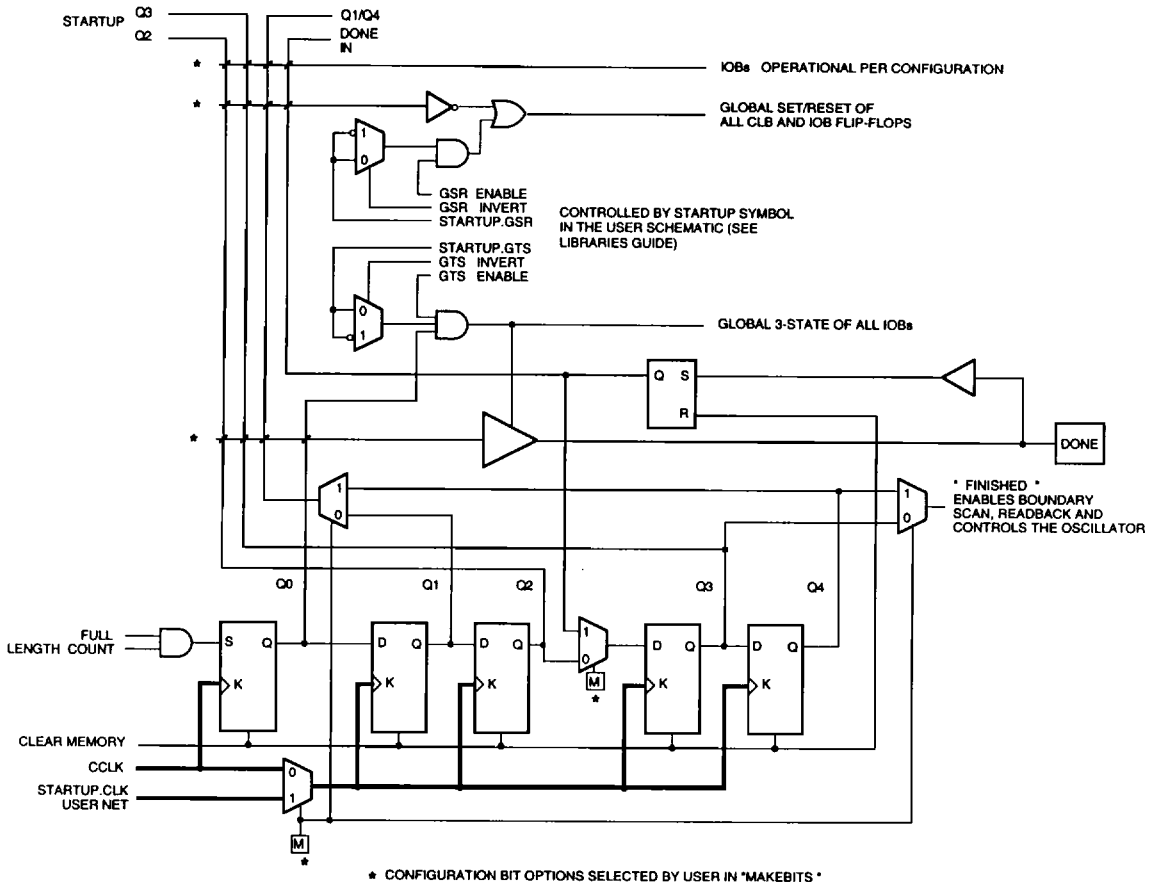 STARTUP Q3
Q2
Q1/Q4
DONE
IN
*
IOBs OPERATIONAL PER CONFIGURATION
*
GLOBAL SET/RESET OF
ALL CLB AND IOB FLIP-FLOPS
1
0
GSR ENABLE
GSR INVERT
STARTUP.GSR
CONTROLLED BY STARTUP SYMBOL
IN THE USER SCHEMATIC (SEE
LIBRARIES GUIDE)
STARTUP.GTS
GTS INVERT
GTS ENABLE
0
1
GLOBAL 3-STATE OF ALL IOBs
Q S
R
*
DONE
1
0
1
0
" FINISHED "
ENABLES BOUNDARY
SCAN, READBACK AND
CONTROLS THE OSCILLATOR
Q0
Q1
Q2
Q3
Q4
FULL
LENGTH COUNT
S Q
K
D Q
K
D Q
K
1
0
M
*
D Q
K
D Q
K
CLEAR MEMORY
CCLK
0
STARTUP.CLK
USER NET
1
M
*
* CONFIGURATION BIT OPTIONS SELECTED BY USER IN "MAKEBITS "